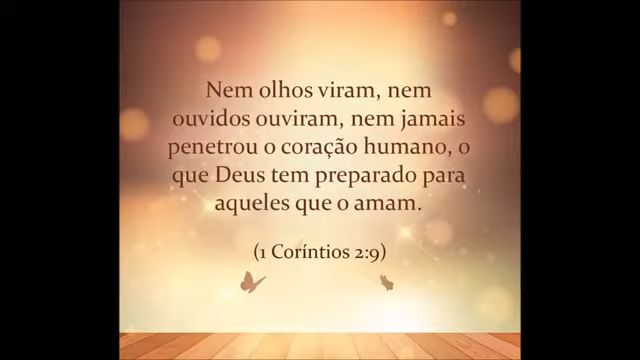 Nem olhos viram, nem
ouvidos ouviram, nem jamais
penetrou o coração humano, o
que Deus tem preparado para
aqueles que o amam.
(1 Coríntios 2:9)